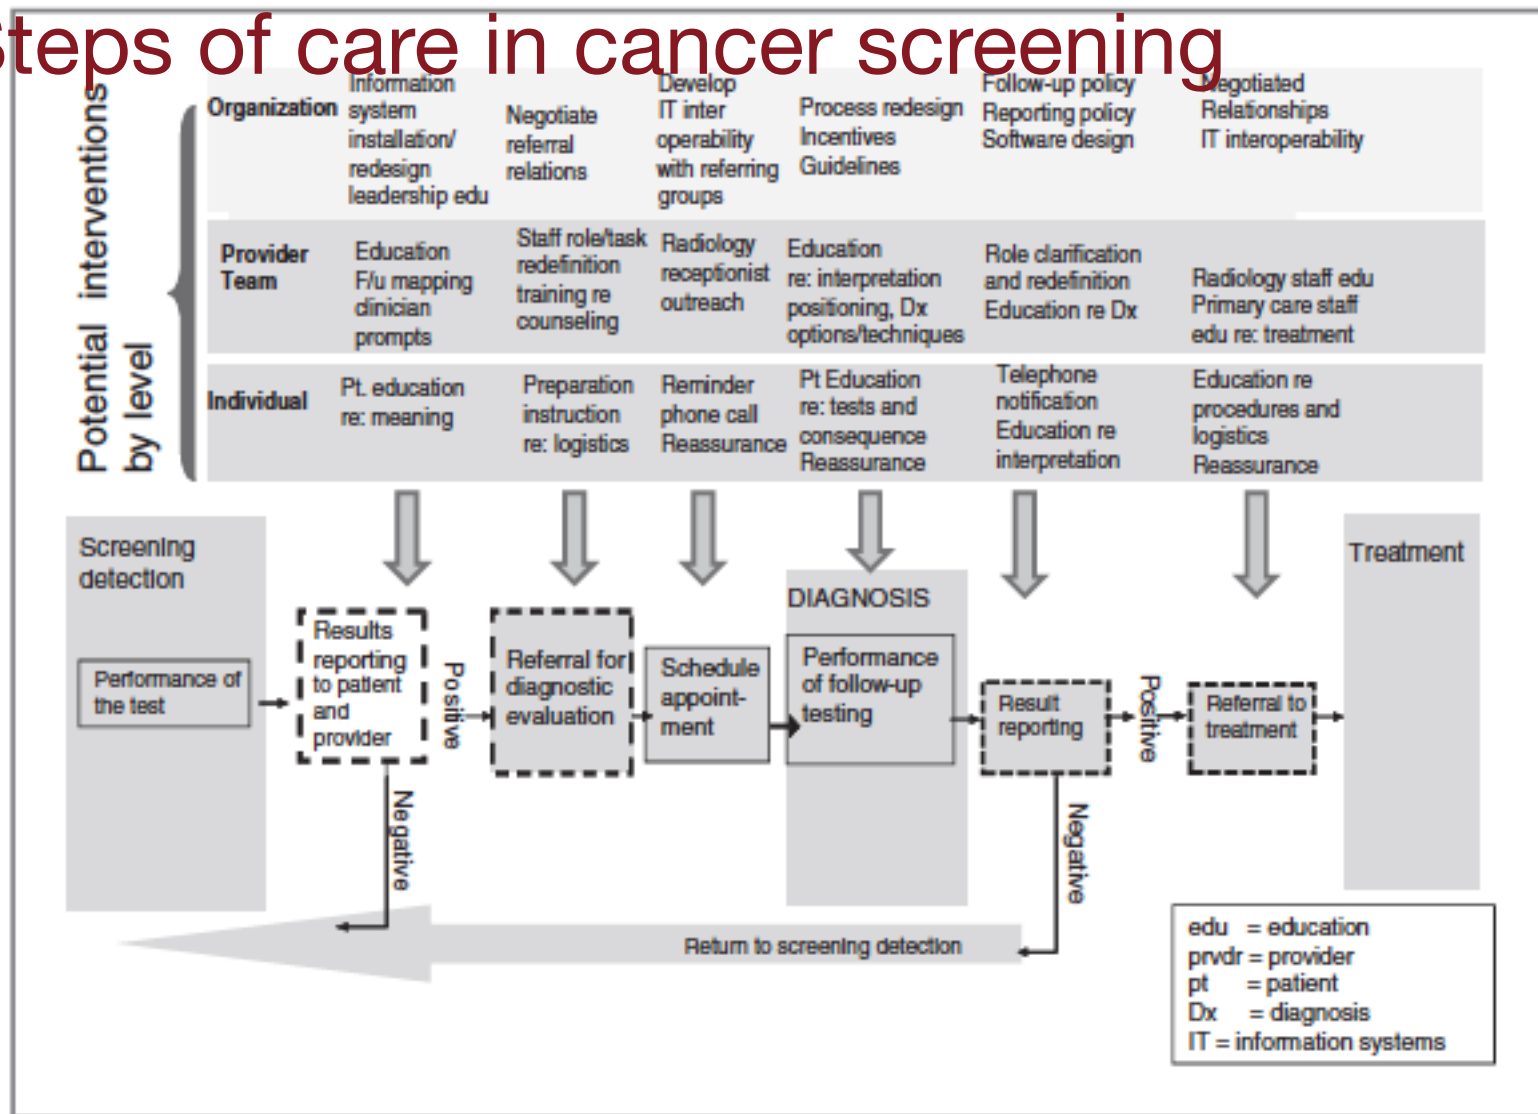 Steps of care in cancer screening
Potential interventions
by level
Organization
Information
system
installation/
redesign
leadership edu
Negotiate
referral
relations
Develop
IT inter
operability
with referring
groups
Process redesign
Incentives
Guidelines
Follow-up policy
Reporting policy
Software design
Negotiated
Relationships
IT interoperability
Provider
Team
Education
F/u mapping
clinician
prompts
Staff role/task
redefinition
training re
counseling
Radiology
receptionist
outreach
Education
re: interpretation
positioning, Dx
options/techniques
Role clarification
and redefinition
Education re Dx
Radiology staff edu
Primary care staff
edu re: treatment
Individual
Pt. education
re: meaning
Preparation
instruction
re: logistics
Reminder
phone call
Reassurance
Pt Education
re: tests and
consequence
Reassurance
Telephone
notification
Education re
interpretation
Education re
procedures and
logistics
Reassurance
Screening
detection
Performance of
the test
Results
reporting
to patient
and
provider
Positive
Negative
Referral for
diagnostic
evaluation
Schedule
appoint-
ment
DIAGNOSIS
Performance
of follow-up
testing
Result
reporting
Positive
Negative
Referral to
treatment
Treatment
Return to screening detection
edu = education
prvdr = provider
pt = patient
Dx = diagnosis
IT = information systems